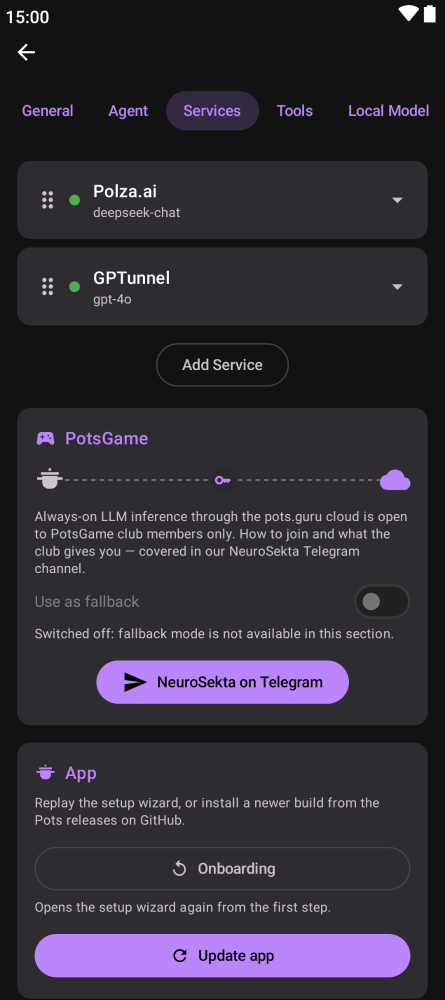 15:00
General
Agent
Services
Tools
Local Model
Polza.ai
deepseek-chat
GPTunnel
gpt-4o
Add Service
PotsGame
Always-on LLM inference through the pots.guru cloud is open
to PotsGame club members only. How to join and what the
club gives you — covered in our NeuroSekta Telegram
channel.
Use as fallback
Switched off: fallback mode is not available in this section.
NeuroSekta on Telegram
App
Replay the setup wizard, or install a newer build from the
Pots releases on GitHub.
Onboarding
Opens the setup wizard again from the first step.
Update app